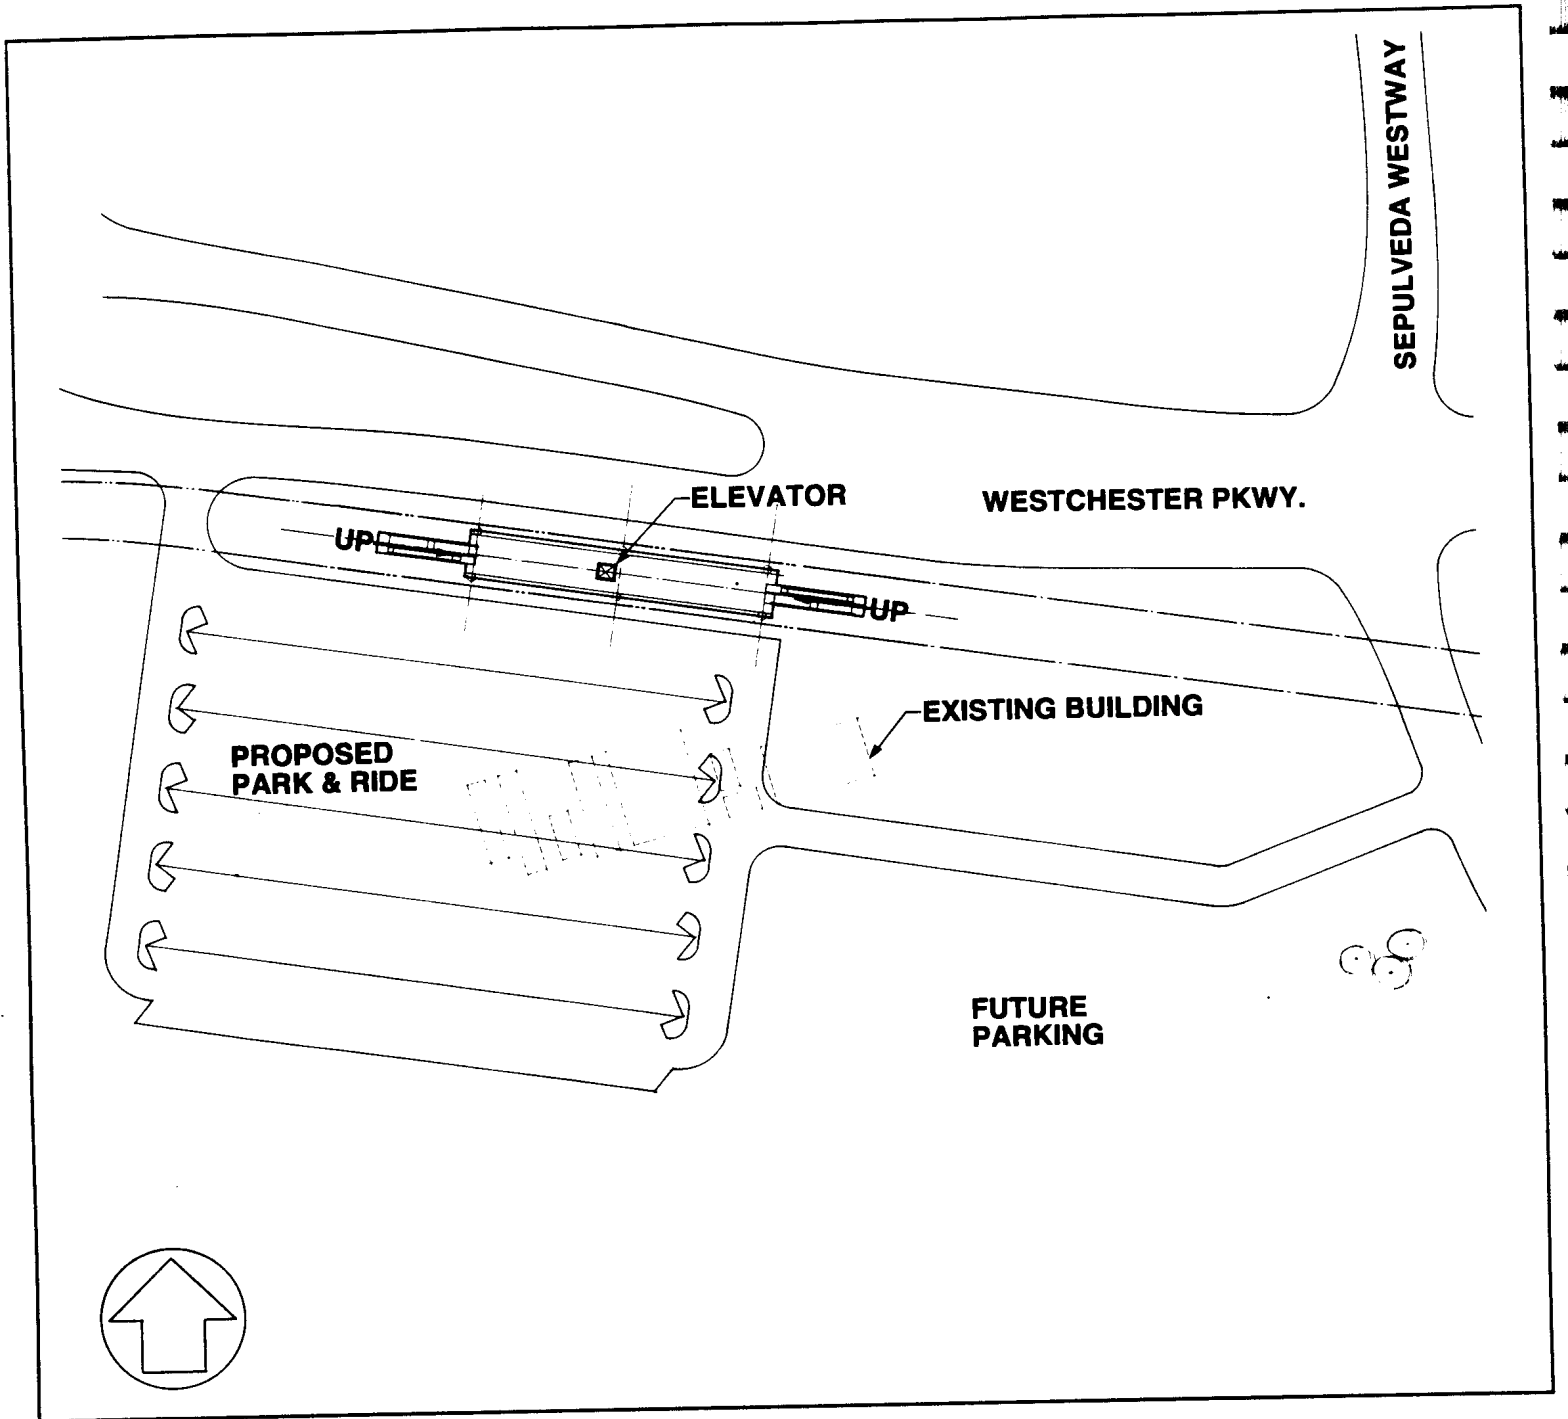 SEPULVEDA WESTWAY
ELEVATOR
WESTCHESTER PKWY.
UP
UP
EXISTING BUILDING
PROPOSED
PARK & RIDE
FUTURE
PARKING